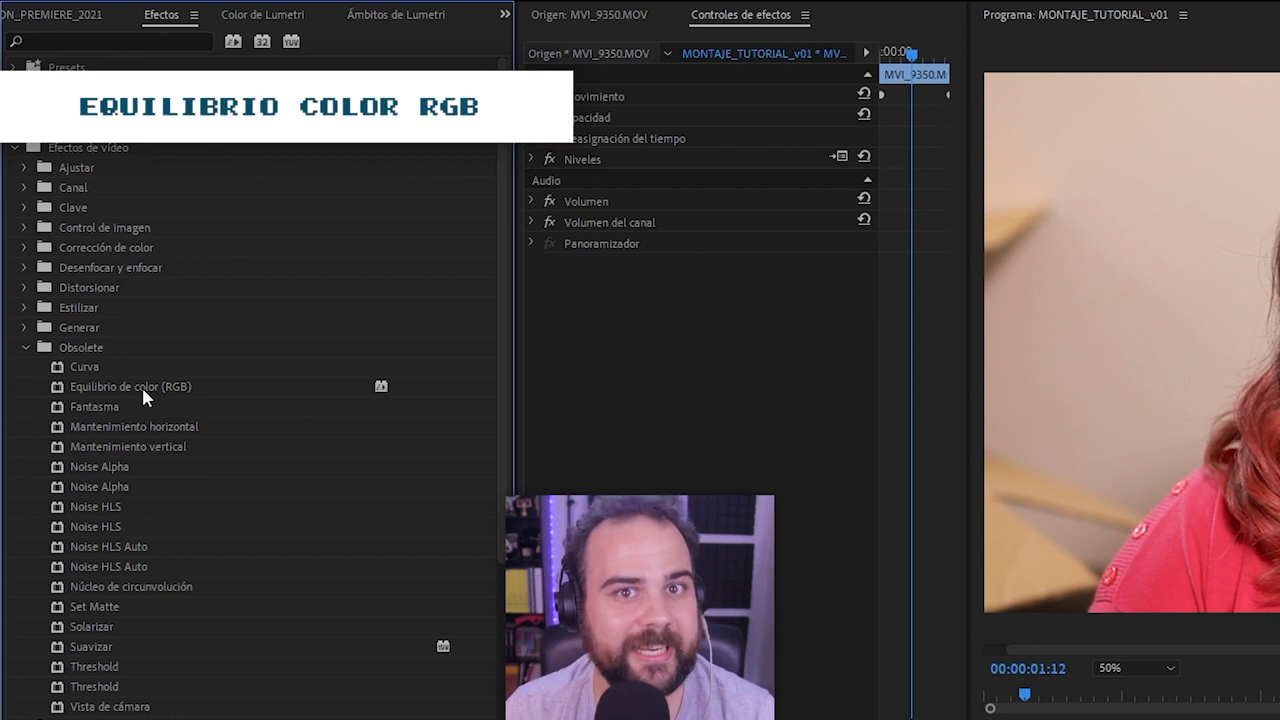 ON_PREMIERE_2021
Efectos
Color de Lumetri
Ámbitos de Lumetri
Presets
EQUILIBRIO COLOR RGB
Efectos de vídeo
Ajustar
Canal
Clave
Control de imagen
Corrección de color
Desenfocar y enfocar
Distorsionar
Estilizar
Generar
Obsolete
Curva
Equilibrio de color (RGB)
Fantasma
Mantenimiento horizontal
Mantenimiento vertical
Noise Alpha
Noise Alpha
Noise HLS
Noise HLS
Noise HLS Auto
Noise HLS Auto
Núcleo de circunvolución
Set Matte
Solarizar
Suavizar
Threshold
Threshold
Vista de cámara
Origen: MVI_9350.MOV
Controles de efectos
Origen * MVI_9350.MOV
MONTAJE_TUTORIAL_v01 * MV...
:00:00
MVI_9350.M
ovimiento
pacidad
easignación del tiempo
fx Niveles
Audio
fx Volumen
fx Volumen del canal
fx Panoramizador
Programa: MONTAJE_TUTORIAL_v01
00:00:01:12
50%